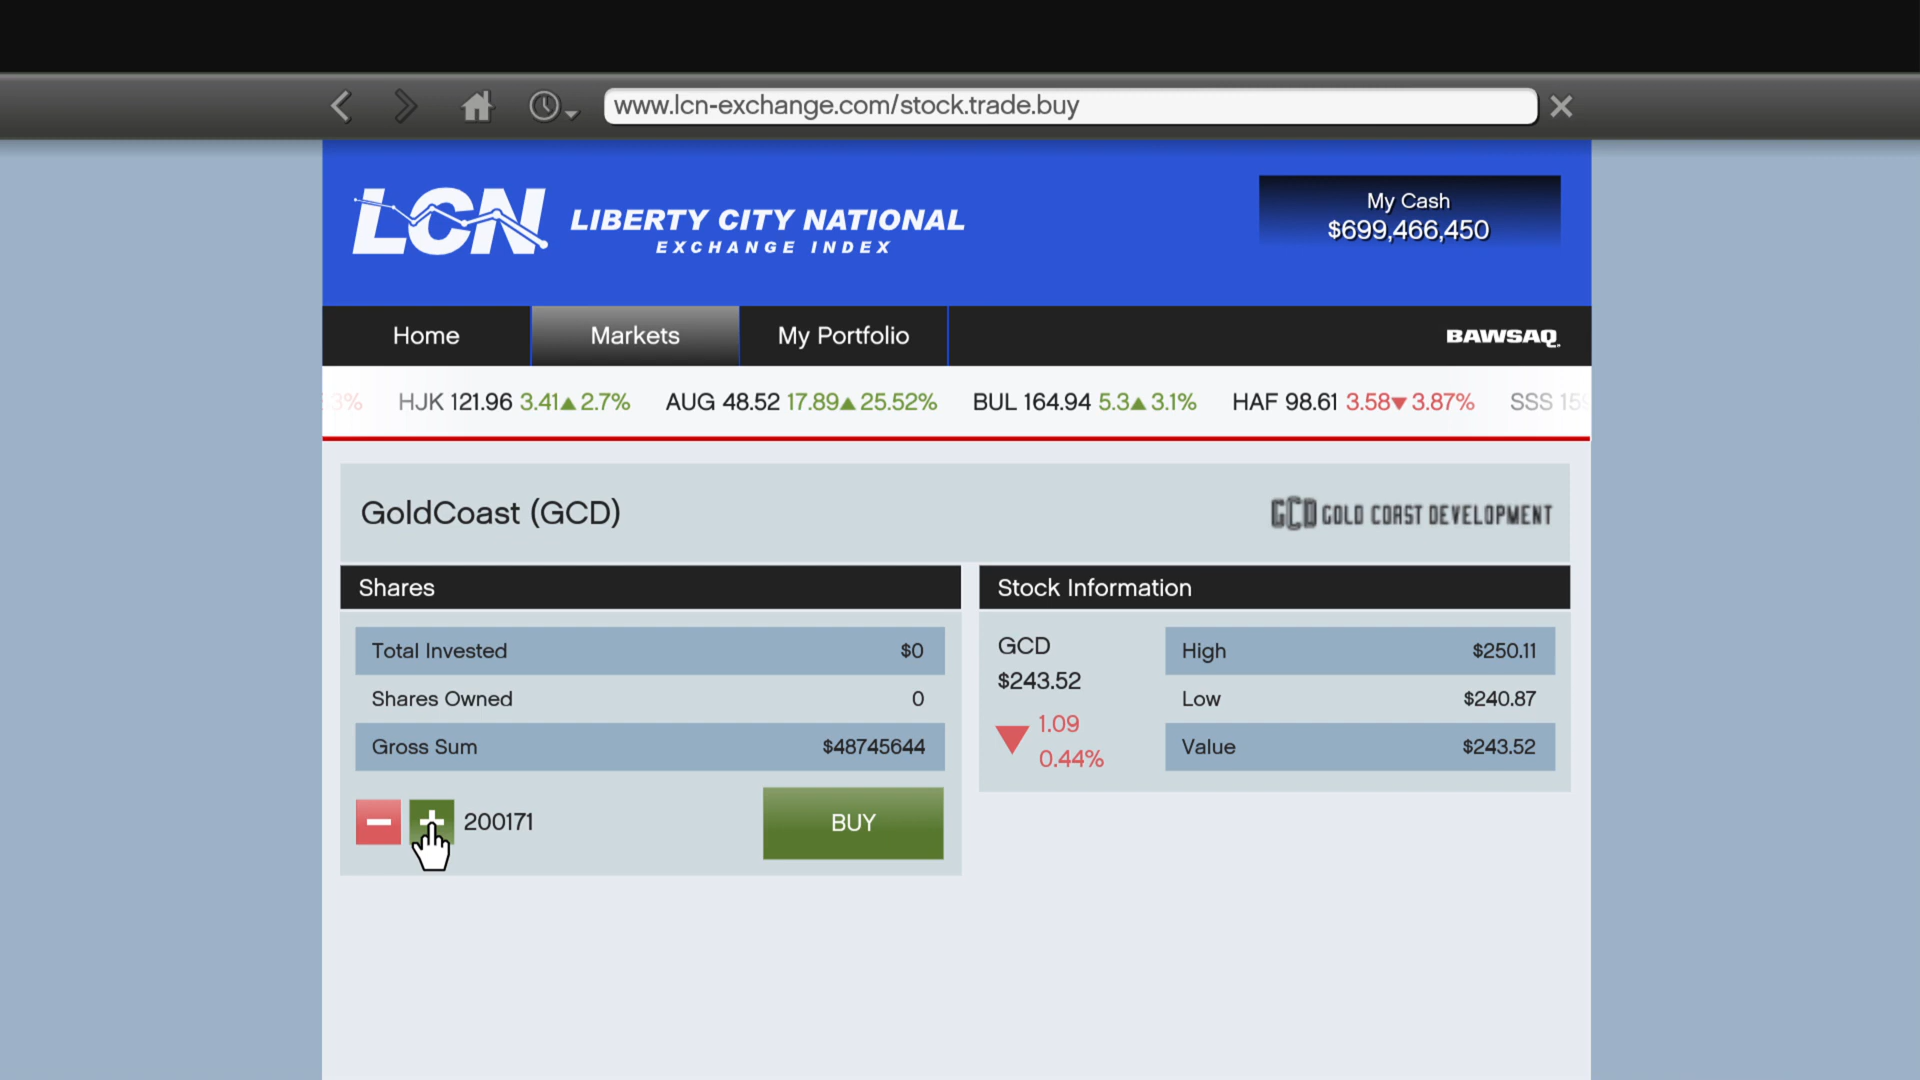 www.lcn-exchange.com/stock.trade.buy
LCN LIBERTY CITY NATIONAL
EXCHANGE INDEX
My Cash
$699,466,450
Home Markets My Portfolio BAWSAQ.
3% HJK 121.96 3.41▲2.7% AUG 48.52 17.89▲25.52% BUL 164.94 5.3▲3.1% HAF 98.61 3.58▼3.87% SSS
GoldCoast (GCD)
GCD GOLD COAST DEVELOPMENT
Shares
Total Invested $0
Shares Owned 0
Gross Sum $48745644
200171
BUY
Stock Information
GCD
$243.52
1.09
0.44%
High $250.11
Low $240.87
Value $243.52